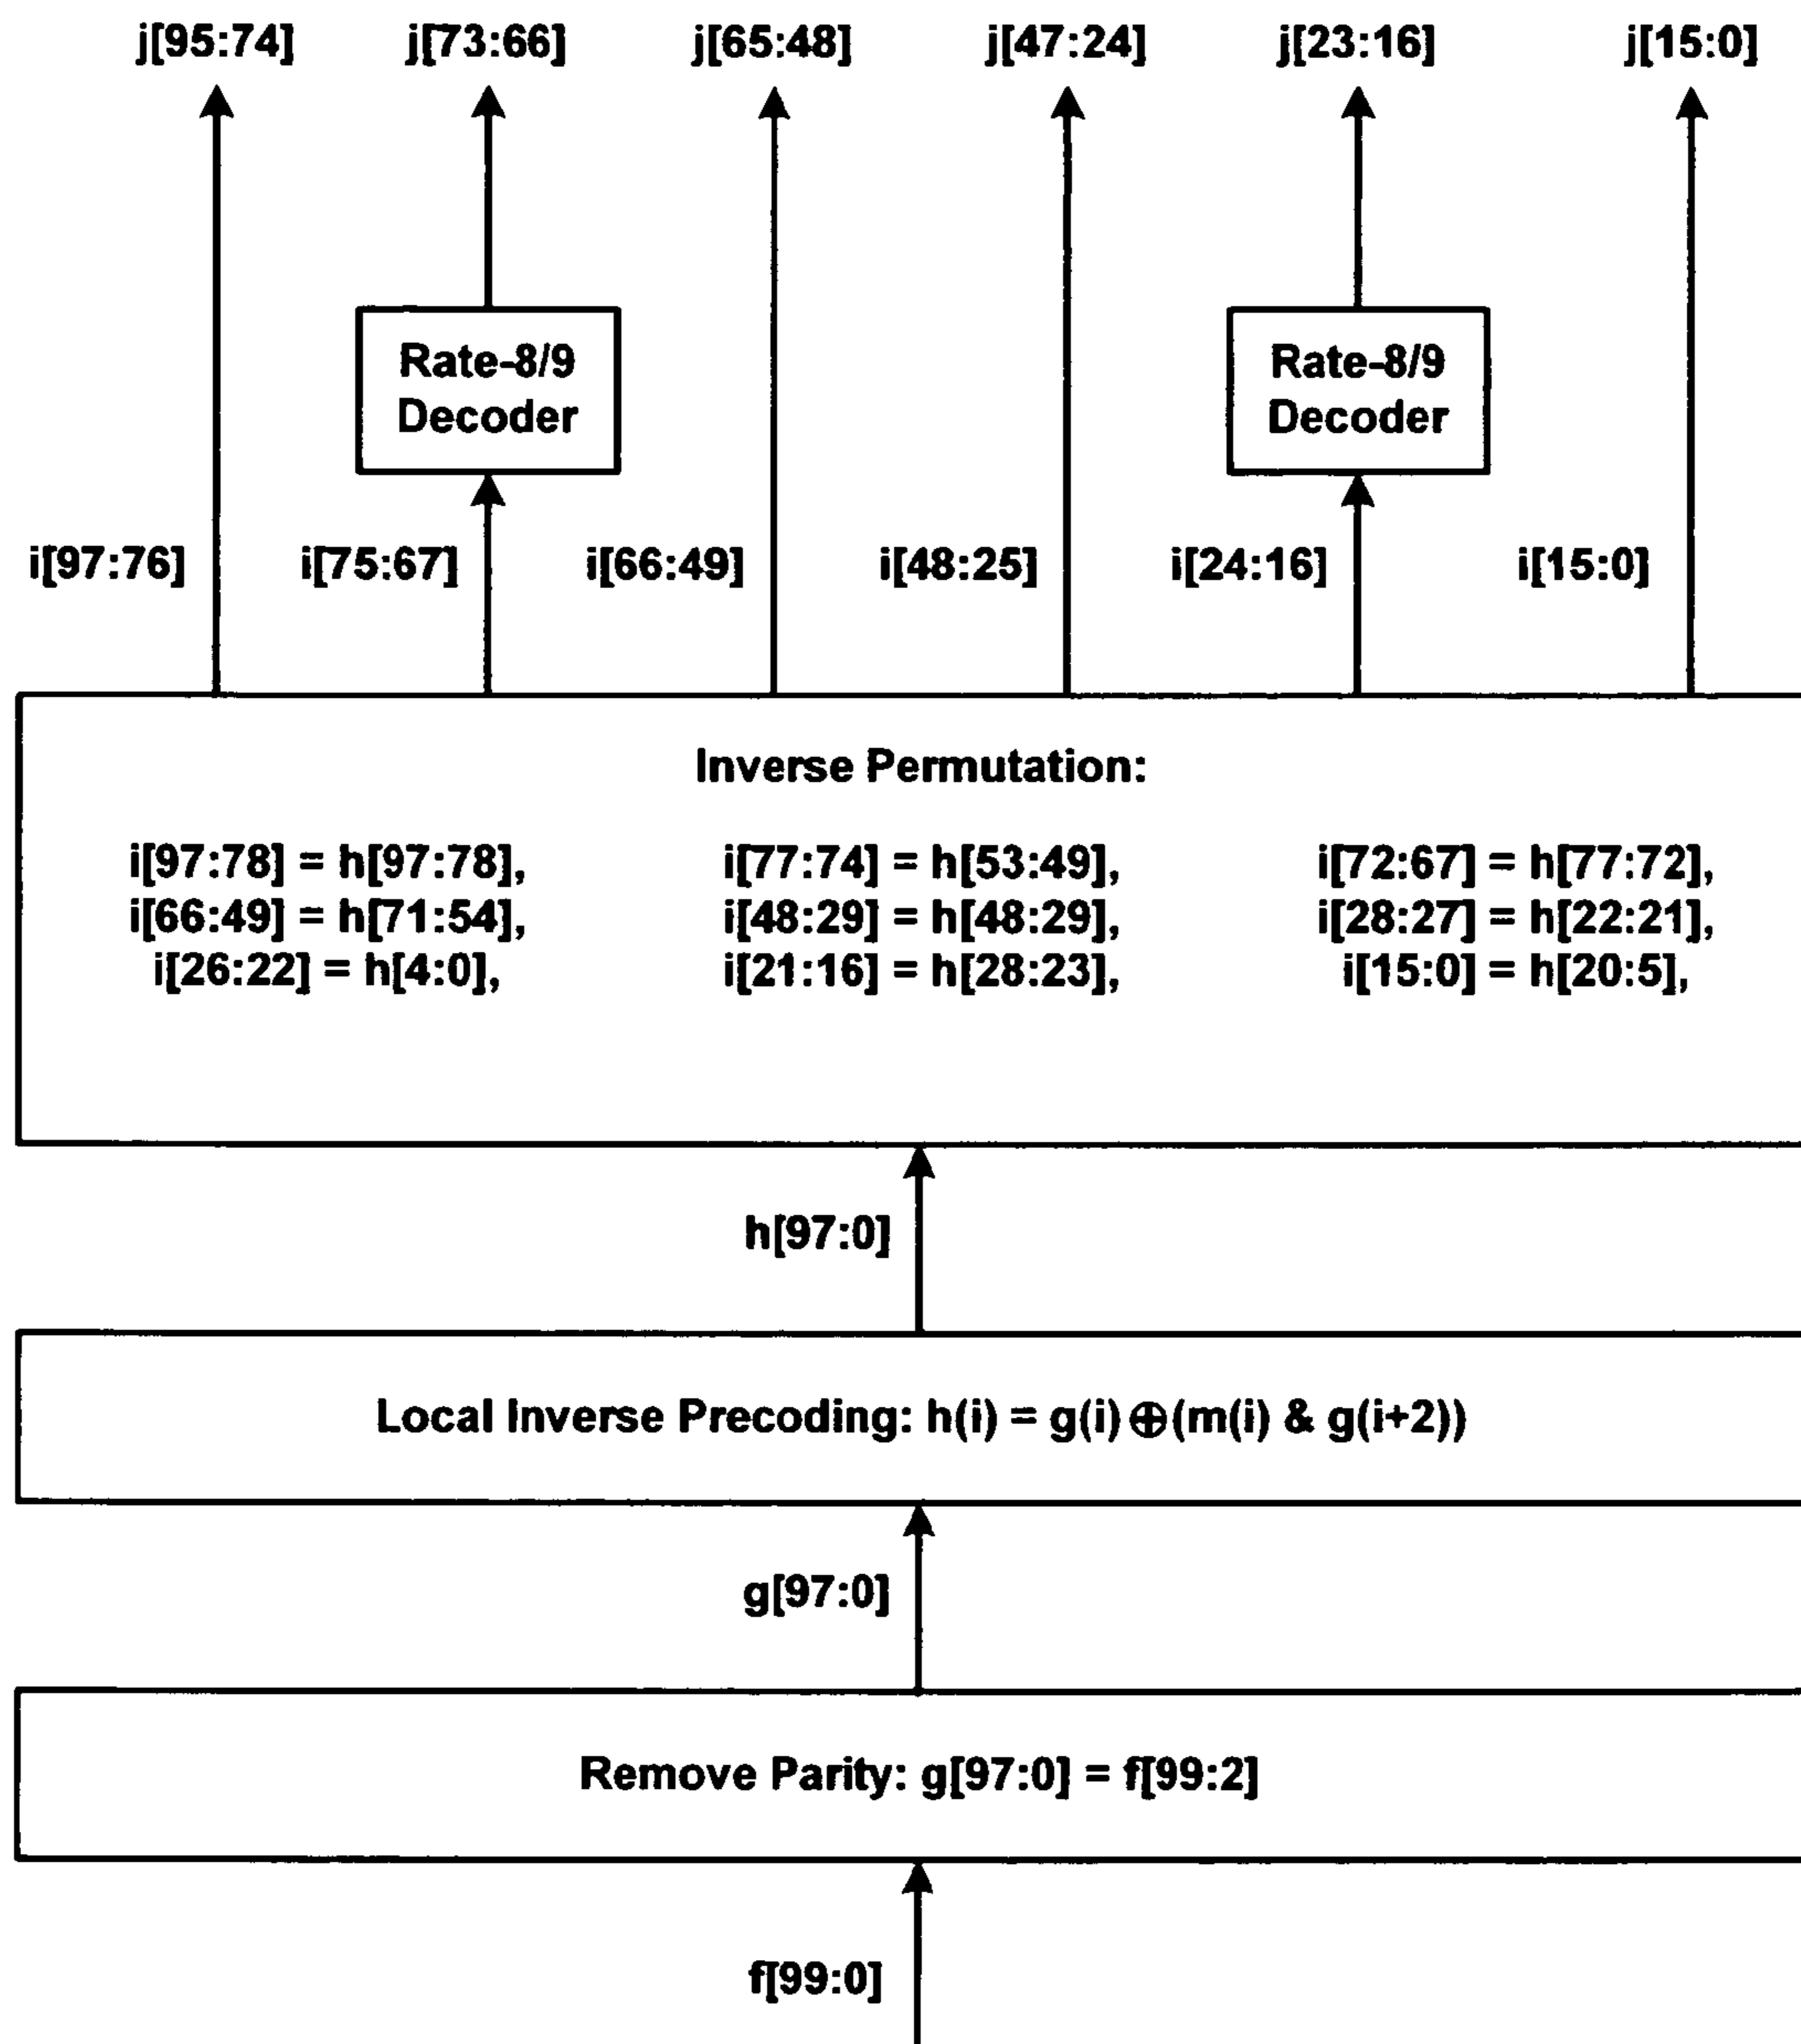 j[95:74] j[73:66] j[65:48] j[47:24] j[23:16] j[15:0]
Rate-8/9 Rate-8/9
Decoder Decoder
i[97:76] i[75:67] i[66:49] i[48:25] i[24:16] i[15:0]
Inverse Permutation:
i[97:78] = h[97:78], i[77:74] = h[53:49], i[72:67] = h[77:72],
i[66:49] = h[71:54], i[48:29] = h[48:29], i[28:27] = h[22:21],
i[26:22] = h[4:0], i[21:16] = h[28:23], i[15:0] = h[20:5],
h[97:0]
Local Inverse Precoding: h(i) = g(i)⊕(m(i) & g(i+2))
g[97:0]
Remove Parity: g[97:0] = f[99:2]
f[99:0]